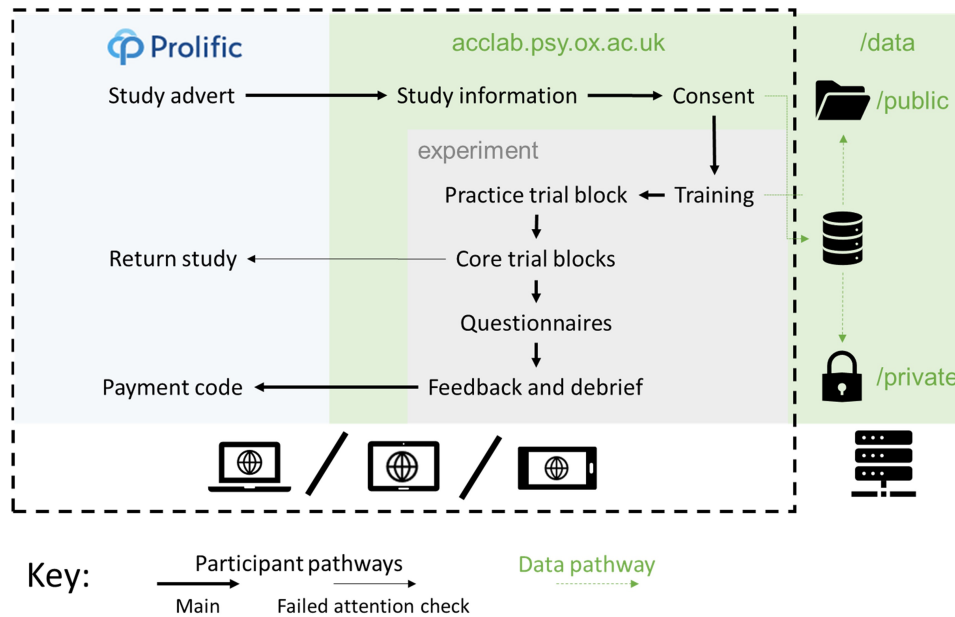 Prolific
acclab.psy.ox.ac.uk
/data
Study advert
Study information
Consent
/public
experiment
Practice trial block
Training
Return study
Core trial blocks
Questionnaires
Payment code
Feedback and debrief
/private
Key:
Participant pathways
Data pathway
Main
Failed attention check